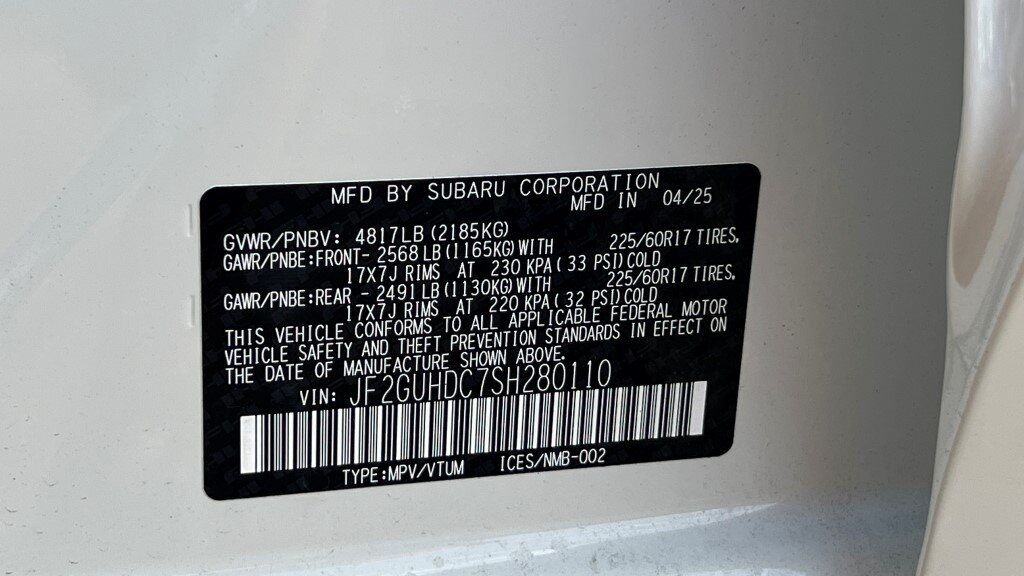 MFD BY SUBARU CORPORATION
MFD IN 04/25
GVWR/PNBV: 4817LB (2185KG)
GAWR/PNBE:FRONT- 2568LB (1165KG) WITH 225/60R17 TIRES,
17X7J RIMS AT 230 KPA( 33 PSI) COLD
GAWR/PNBE:REAR - 2491LB (1130KG) WITH 225/60R17 TIRES,
17X7J RIMS AT 220 KPA( 32 PSI) COLD
THIS VEHICLE CONFORMS TO ALL APPLICABLE FEDERAL MOTOR
VEHICLE SAFETY AND THEFT PREVENTION STANDARDS IN EFFECT ON
THE DATE OF MANUFACTURE SHOWN ABOVE.
VIN: JF2GUHDC7SH280110
TYPE:MPV/VTUM ICES/NMB-002